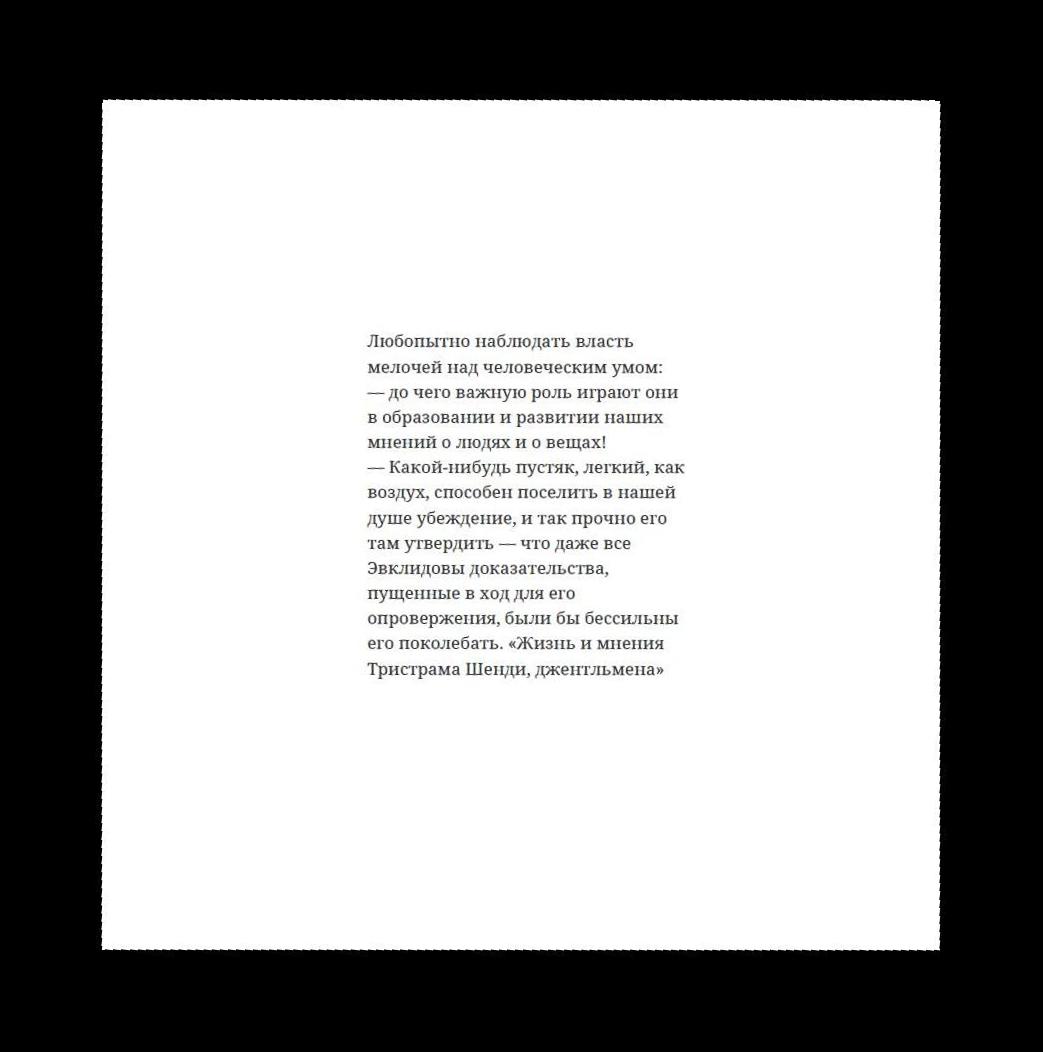 Любопытно наблюдать власть
мелочей над человеческим умом:
— до чего важную роль играют они
в образовании и развитии наших
мнений о людях и о вещах!
— Какой-нибудь пустяк, легкий, как
воздух, способен поселить в нашей
душе убеждение, и так прочно его
там утвердить — что даже все
Эвклидовы доказательства,
пущенные в ход для его
опровержения, были бы бессильны
его поколебать. «Жизнь и мнения
Тристрама Шенди, джентльмена»